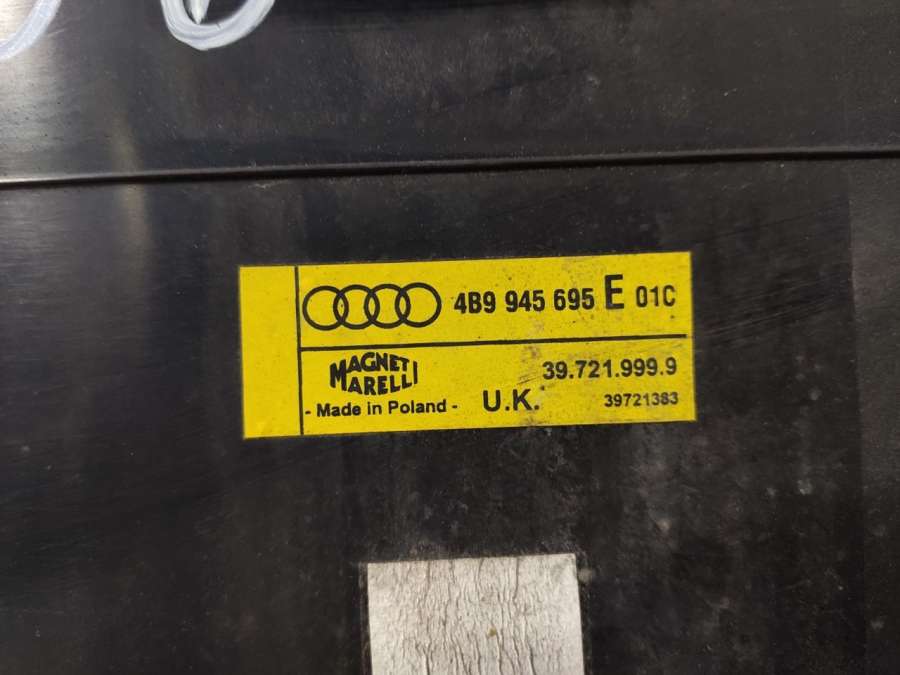 4B9 945 695 E 01C
MAGNETI MARELLI
39.721.999.9
- Made in Poland - U.K. 39721383